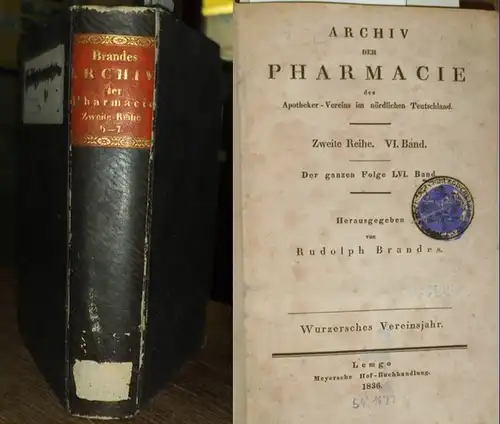 Brandes
ARCHIV
der
Pharmacie
Zweite Reihe
6-7.
ARCHIV
DER
PHARMACIE
des
Apotheker-Vereins im nördlichen Teutschland.
Zweite Reihe. VI. Band.
Der ganzen Folge LVI. Band
Herausgegeben
von
Rudolph Brandes.
Wurzersches Vereinsjahr.
Lemgo
Meyersche Hof-Buchhandlung.
1836.